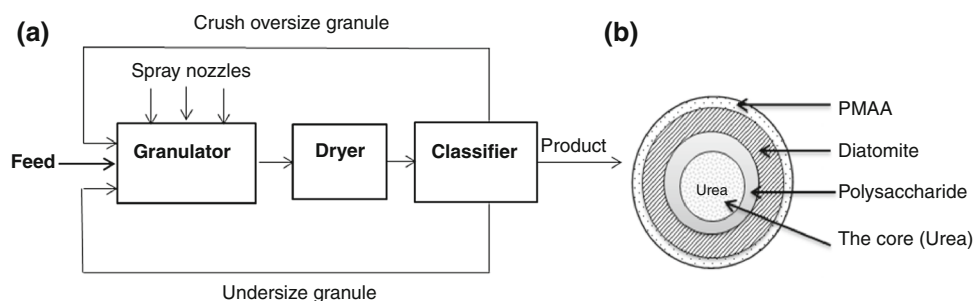 (a)
Crush oversize granule
Spray nozzles
Feed
Granulator
Dryer
Classifier
Product
Undersize granule
(b)
PMAA
Diatomite
Polysaccharide
Urea
The core (Urea)